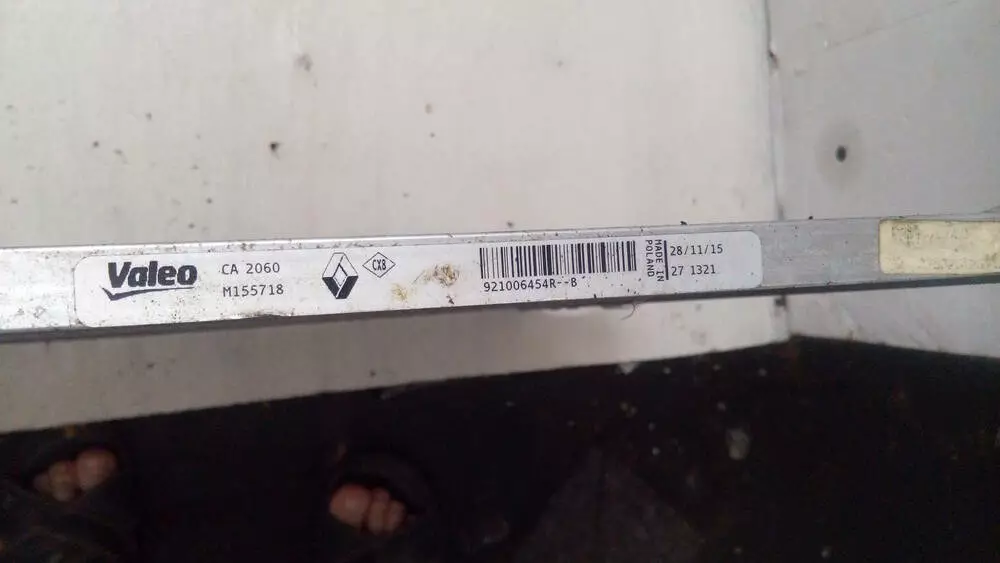 Valeo
CA 2060
M155718
CX8
921006454R--B
MADE IN
POLAND
28/11/15
27 1321